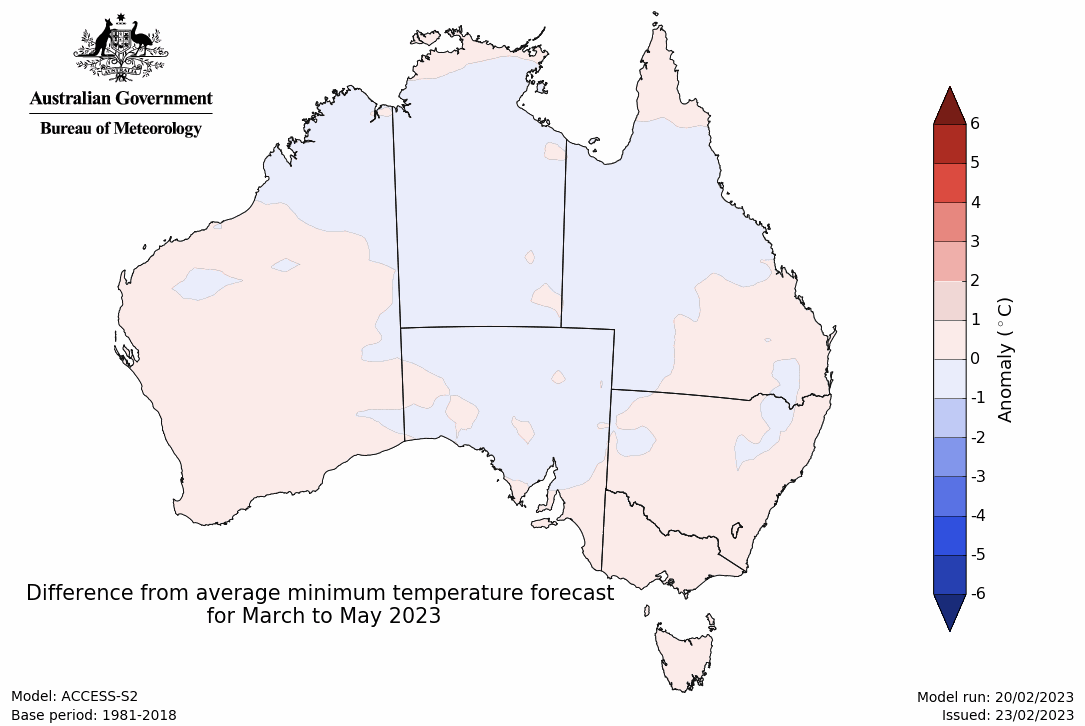 Australian Government
Bureau of Meteorology
6
5
4
3
2
1
0
-1
-2
-3
-4
-5
-6
Anomaly (°C)
Difference from average minimum temperature forecast
for March to May 2023
Model: ACCESS-S2
Base period: 1981-2018
Model run: 20/02/2023
Issued: 23/02/2023